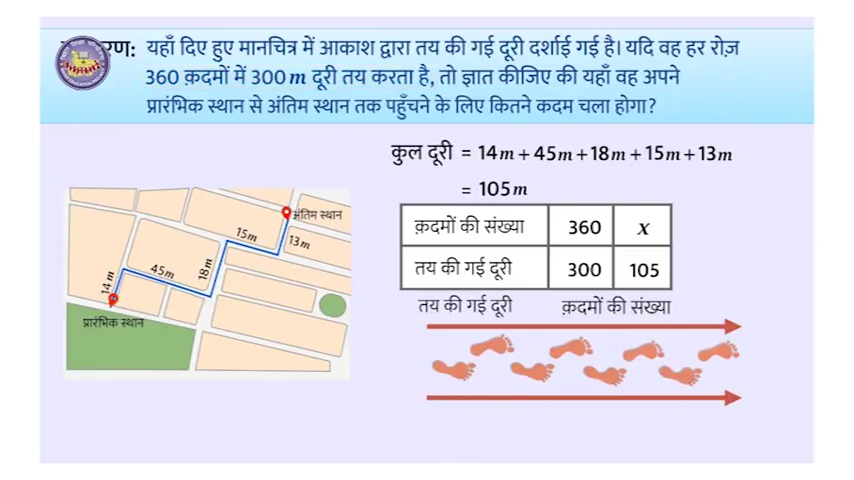 रण: यहाँ दिए हुए मानचित्र में आकाश द्वारा तय की गई दूरी दर्शाई गई है। यदि वह हर रोज़
360 क़दमों में 300 m दूरी तय करता है, तो ज्ञात कीजिए की यहाँ वह अपने
प्रारंभिक स्थान से अंतिम स्थान तक पहुँचने के लिए कितने कदम चला होगा?
कुल दूरी = 14m + 45m + 18m + 15m + 13m
= 105 m
क़दमों की संख्या 360 x
तय की गई दूरी 300 105
तय की गई दूरी क़दमों की संख्या
अंतिम स्थान
15m
13m
18m
45m
14 m
प्रारंभिक स्थान